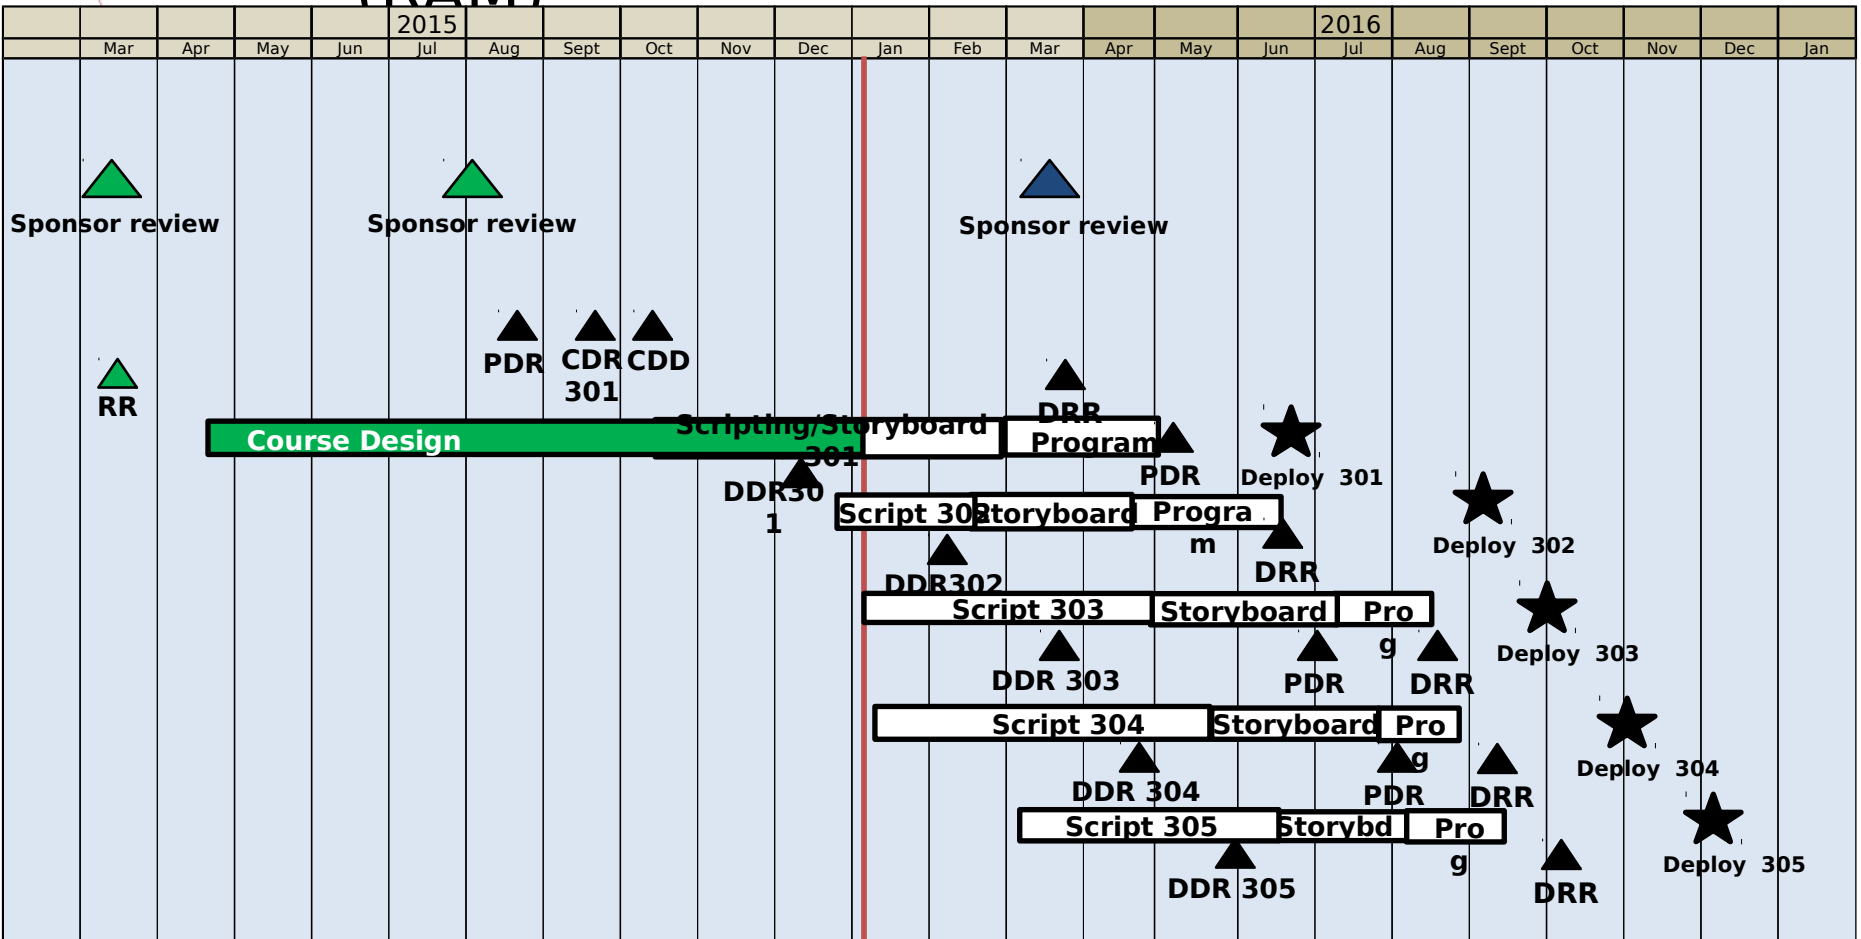 (RAM)
2015 2016
Mar Apr May Jun Jul Aug Sept Oct Nov Dec Jan Feb Mar Apr May Jun Jul Aug Sept Oct Nov Dec Jan
Sponsor review Sponsor review Sponsor review
PDR CDR CDD
301
RR
DRR
Scripting/Storyboard
301
Course Design
Program
PDR
Deploy 301
DDR30
1
Script 302 Storyboard Progra
m
Deploy 302
DRR
DDR302
Script 303 Storyboard Pro
g
Deploy 303
DDR 303 PDR DRR
Script 304 Storyboard Pro
g
Deploy 304
DDR 304 PDR DRR
Script 305 Storybd Pro
g
Deploy 305
DDR 305 DRR